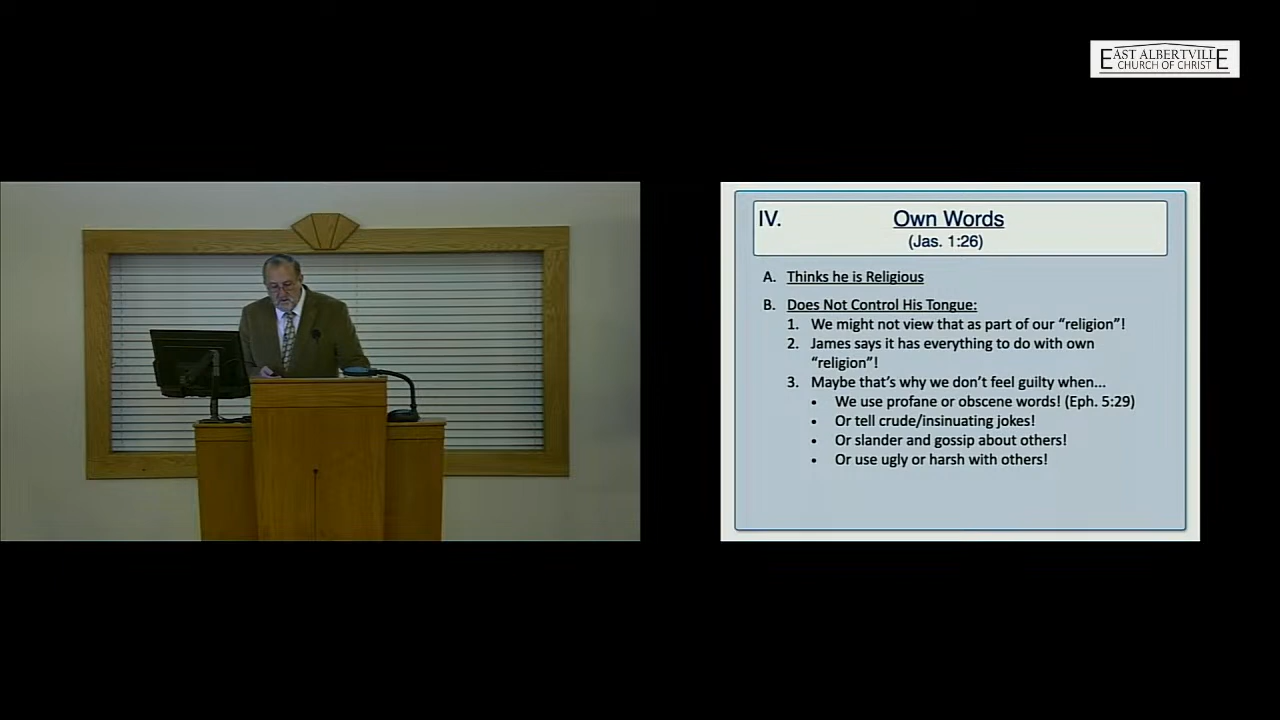 EAST ALBERTVILLE
CHURCH OF CHRIST
IV. Own Words
(Jas. 1:26)
A. Thinks he is Religious
B. Does Not Control His Tongue:
1. We might not view that as part of our “religion”!
2. James says it has everything to do with own
“religion”!
3. Maybe that’s why we don’t feel guilty when...
• We use profane or obscene words! (Eph. 5:29)
• Or tell crude/insinuating jokes!
• Or slander and gossip about others!
• Or use ugly or harsh with others!